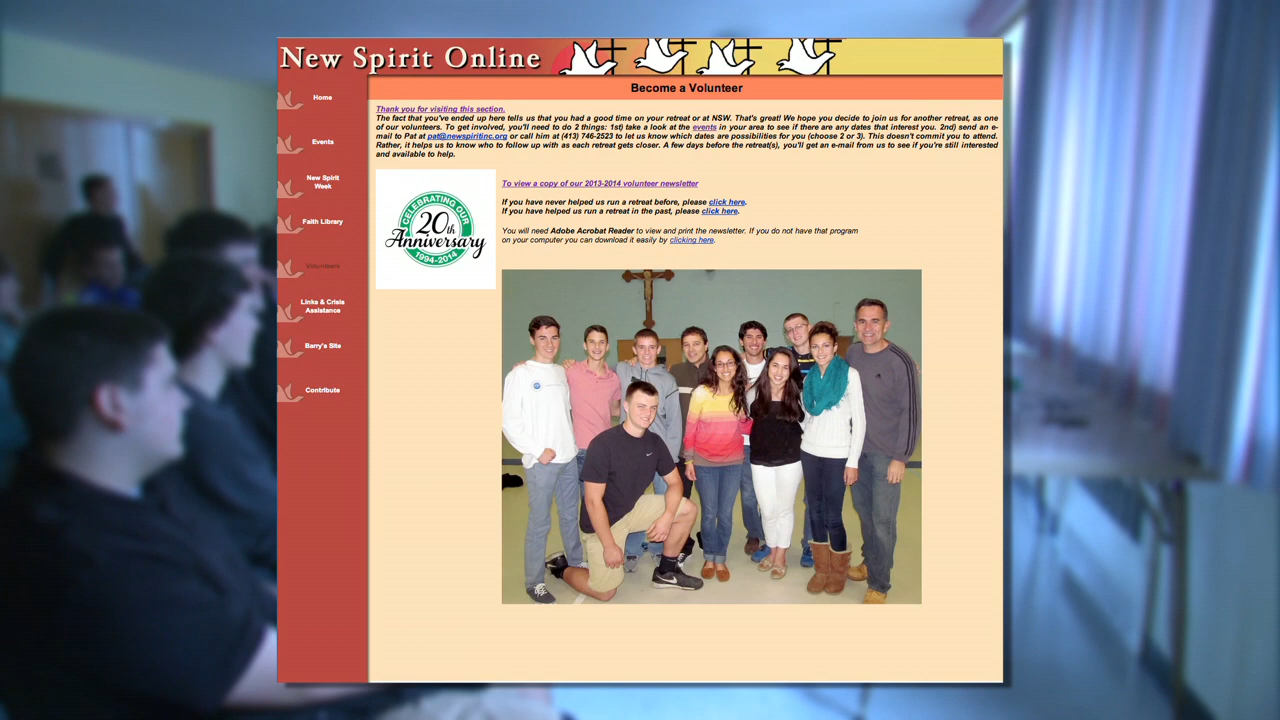 New Spirit Online
Become a Volunteer
Home
Events
New Spirit
Week
Faith Library
Volunteers
Links & Crisis
Assistance
Barry's Site
Contribute
Thank you for visiting this section.
The fact that you've ended up here tells us that you had a good time on your retreat or at NSW. That's great! We hope you decide to join us for another retreat, as one
of our volunteers. To get involved, you'll need to do 2 things: 1st) take a look at the events in your area to see if there are any dates that interest you. 2nd) send an e-
mail to Pat at pat@newspiritinc.org or call him at (413) 746-2523 to let us know which dates are possibilities for you (choose 2 or 3). This doesn't commit you to attend.
Rather, it helps us to know who to follow up with as each retreat gets closer. A few days before the retreat(s), you'll get an e-mail from us to see if you're still interested
and available to help.
CELEBRATING OUR
20th
Anniversary
1994-2014
To view a copy of our 2013-2014 volunteer newsletter
If you have never helped us run a retreat before, please click here.
If you have helped us run a retreat in the past, please click here.
You will need Adobe Acrobat Reader to view and print the newsletter. If you do not have that program
on your computer you can download it easily by clicking here.